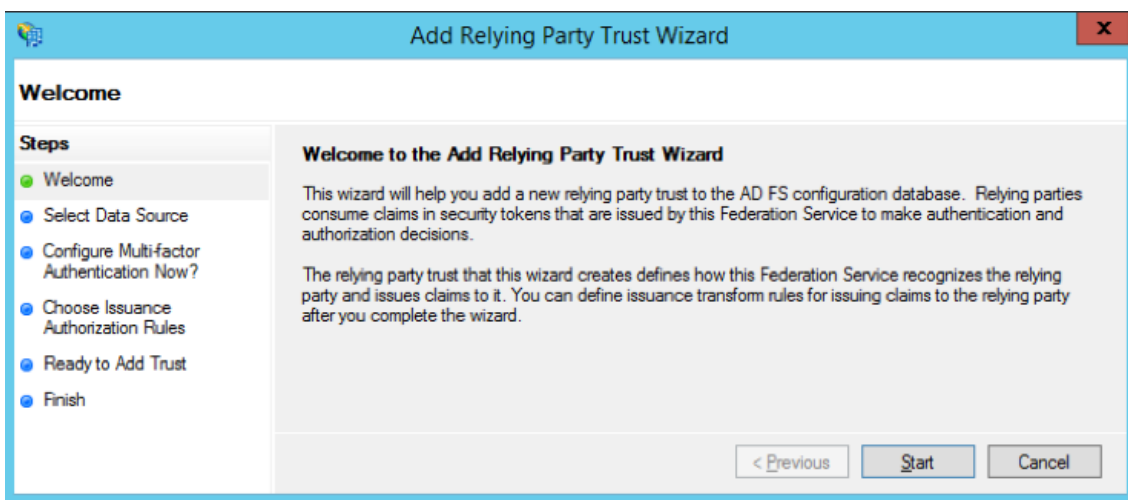 Add Relying Party Trust Wizard
x
Welcome
Steps
Welcome
Select Data Source
Configure Multi-factor
Authentication Now?
Choose Issuance
Authorization Rules
Ready to Add Trust
Finish
Welcome to the Add Relying Party Trust Wizard
This wizard will help you add a new relying party trust to the AD FS configuration database.  Relying parties
consume claims in security tokens that are issued by this Federation Service to make authentication and
authorization decisions.
The relying party trust that this wizard creates defines how this Federation Service recognizes the relying
party and issues claims to it. You can define issuance transform rules for issuing claims to the relying party
after you complete the wizard.
< Previous
Start
Cancel